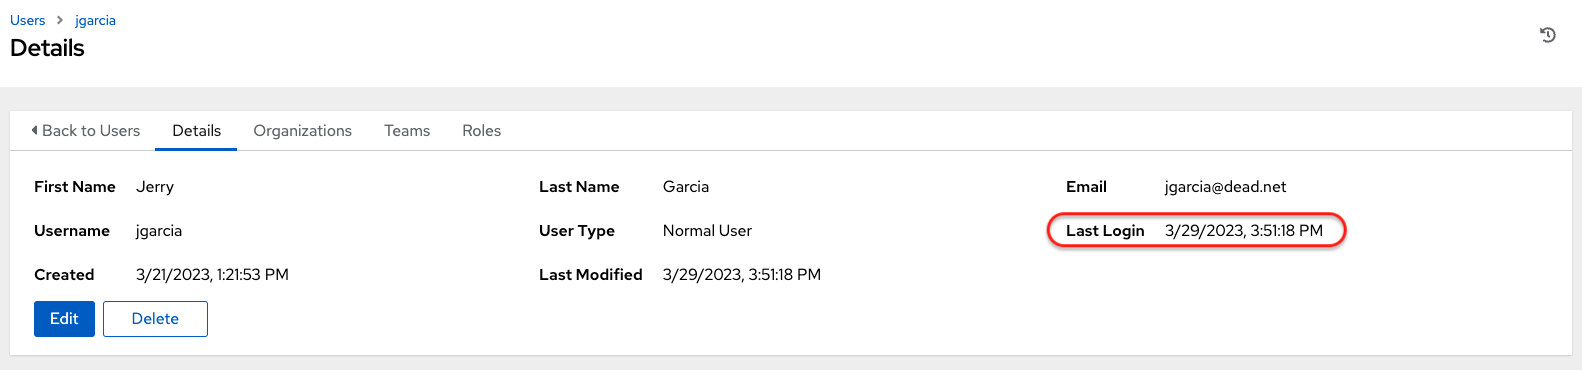 Users > jgarcia
Details
Back to Users Details Organizations Teams Roles
First Name Jerry Last Name Garcia Email jgarcia@dead.net
Username jgarcia User Type Normal User Last Login 3/29/2023, 3:51:18 PM
Created 3/21/2023, 1:21:53 PM Last Modified 3/29/2023, 3:51:18 PM
Edit Delete